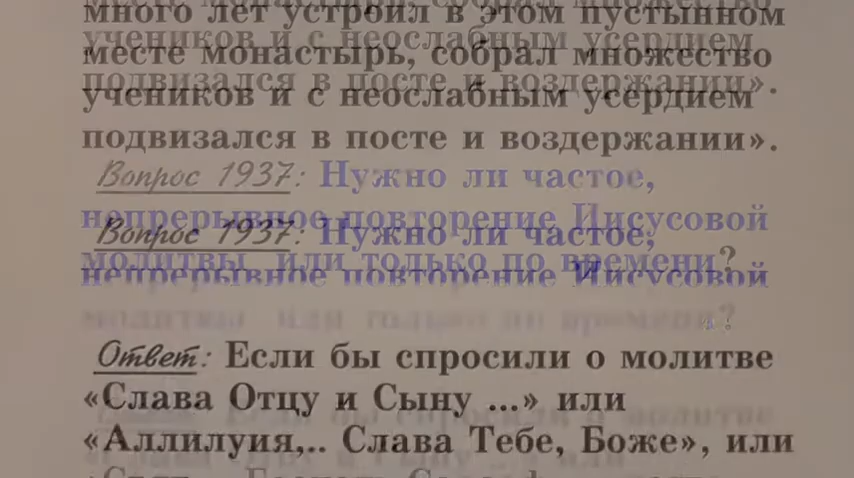 много лет устроил в этом пустынном
месте монастырь, собрал множество
учеников и с неослабным усердием
подвизался в посте и воздержании».
Вопрос 1937: Нужно ли частое,
непрерывное повторение Иисусовой
молитвы или только по времени?
Ответ: Если бы спросили о молитве
«Слава Отцу и Сыну ...» или
«Аллилуия,.. Слава Тебе, Боже», или